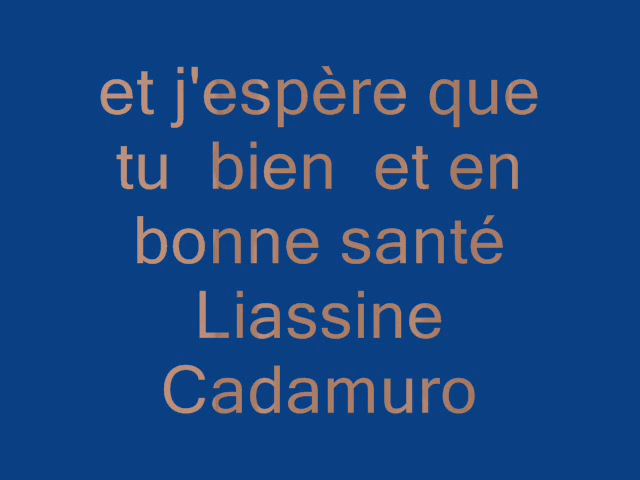 et j'espère que
tu  bien  et en
bonne santé
Liassine
Cadamuro